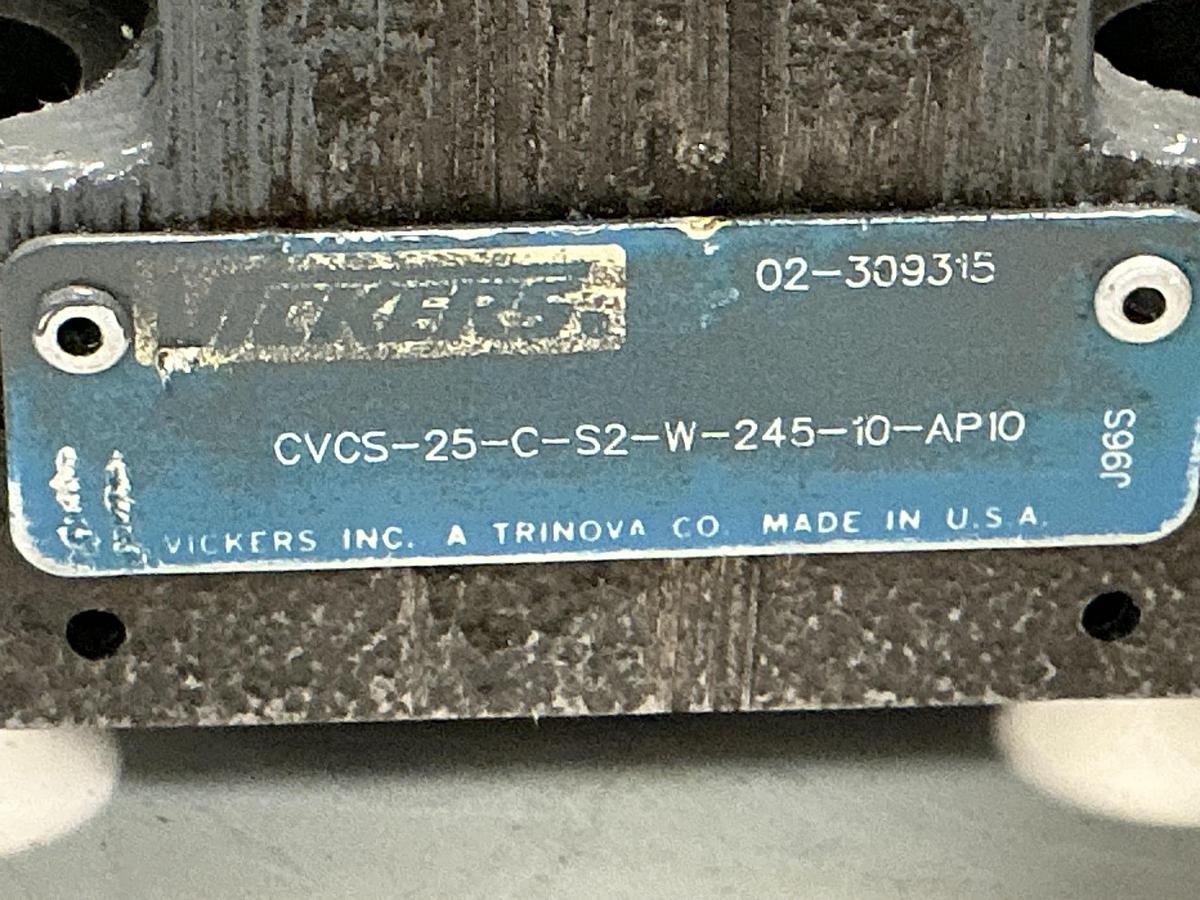 VICKERS
02-309315
CVCS-25-C-S2-W-245-10-AP10
J96S
VICKERS INC. A TRINOVA CO. MADE IN U.S.A.